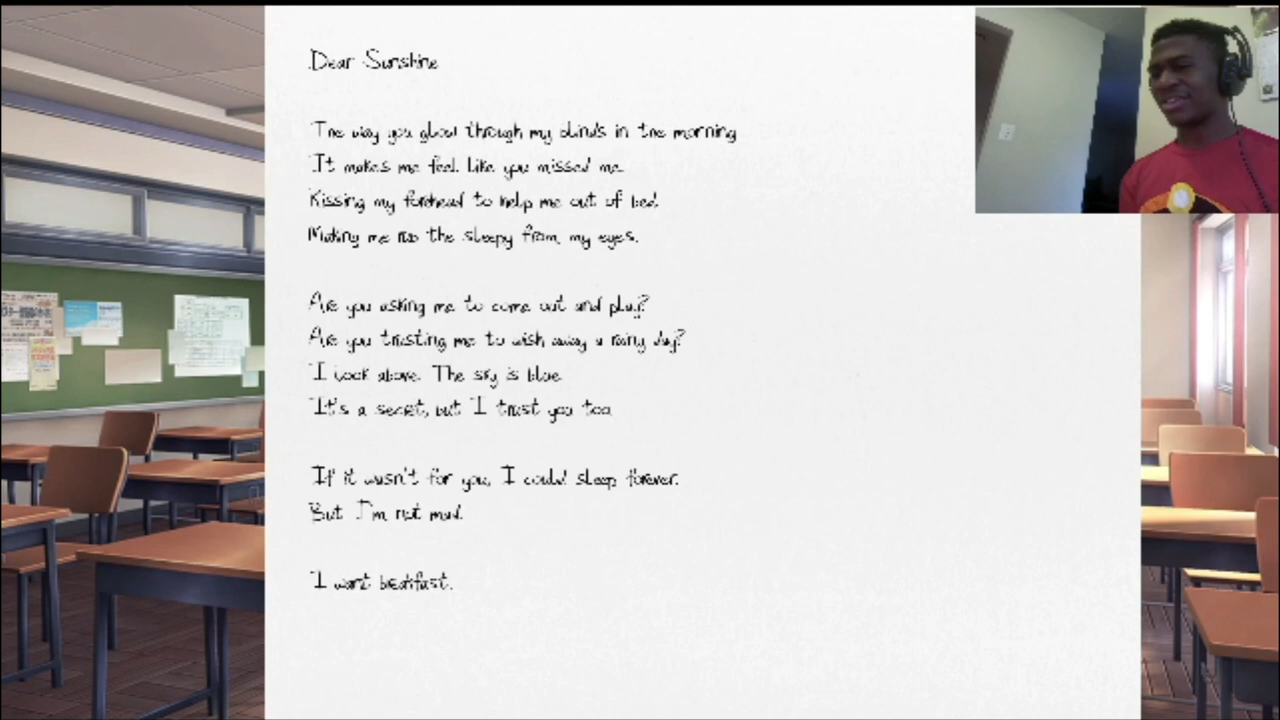 Dear Sunshine
The way you glow through my blinds in the morning
It makes me feel like you missed me.
Kissing my forehead to help me out of bed.
Making me rub the sleepy from my eyes.
Are you asking me to come out and play?
Are you trusting me to wish away a rainy day?
I look above. The sky is blue.
It's a secret, but I trust you too.
If it wasn't for you, I could sleep forever.
But I'm not mad.
I want breakfast.